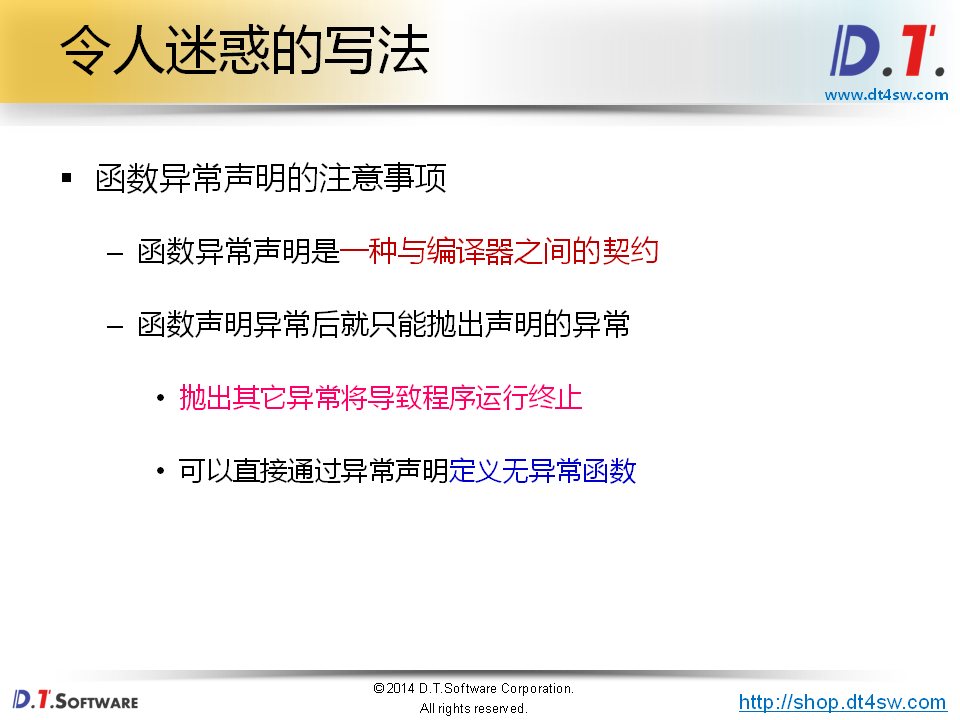 令人迷惑的写法
D.T.
www.dt4sw.com
▪ 函数异常声明的注意事项
– 函数异常声明是一种与编译器之间的契约
– 函数声明异常后就只能抛出声明的异常
• 抛出其它异常将导致程序运行终止
• 可以直接通过异常声明定义无异常函数
D.T.SOFTWARE
©2014 D.T.Software Corporation.
All rights reserved.
http://shop.dt4sw.com